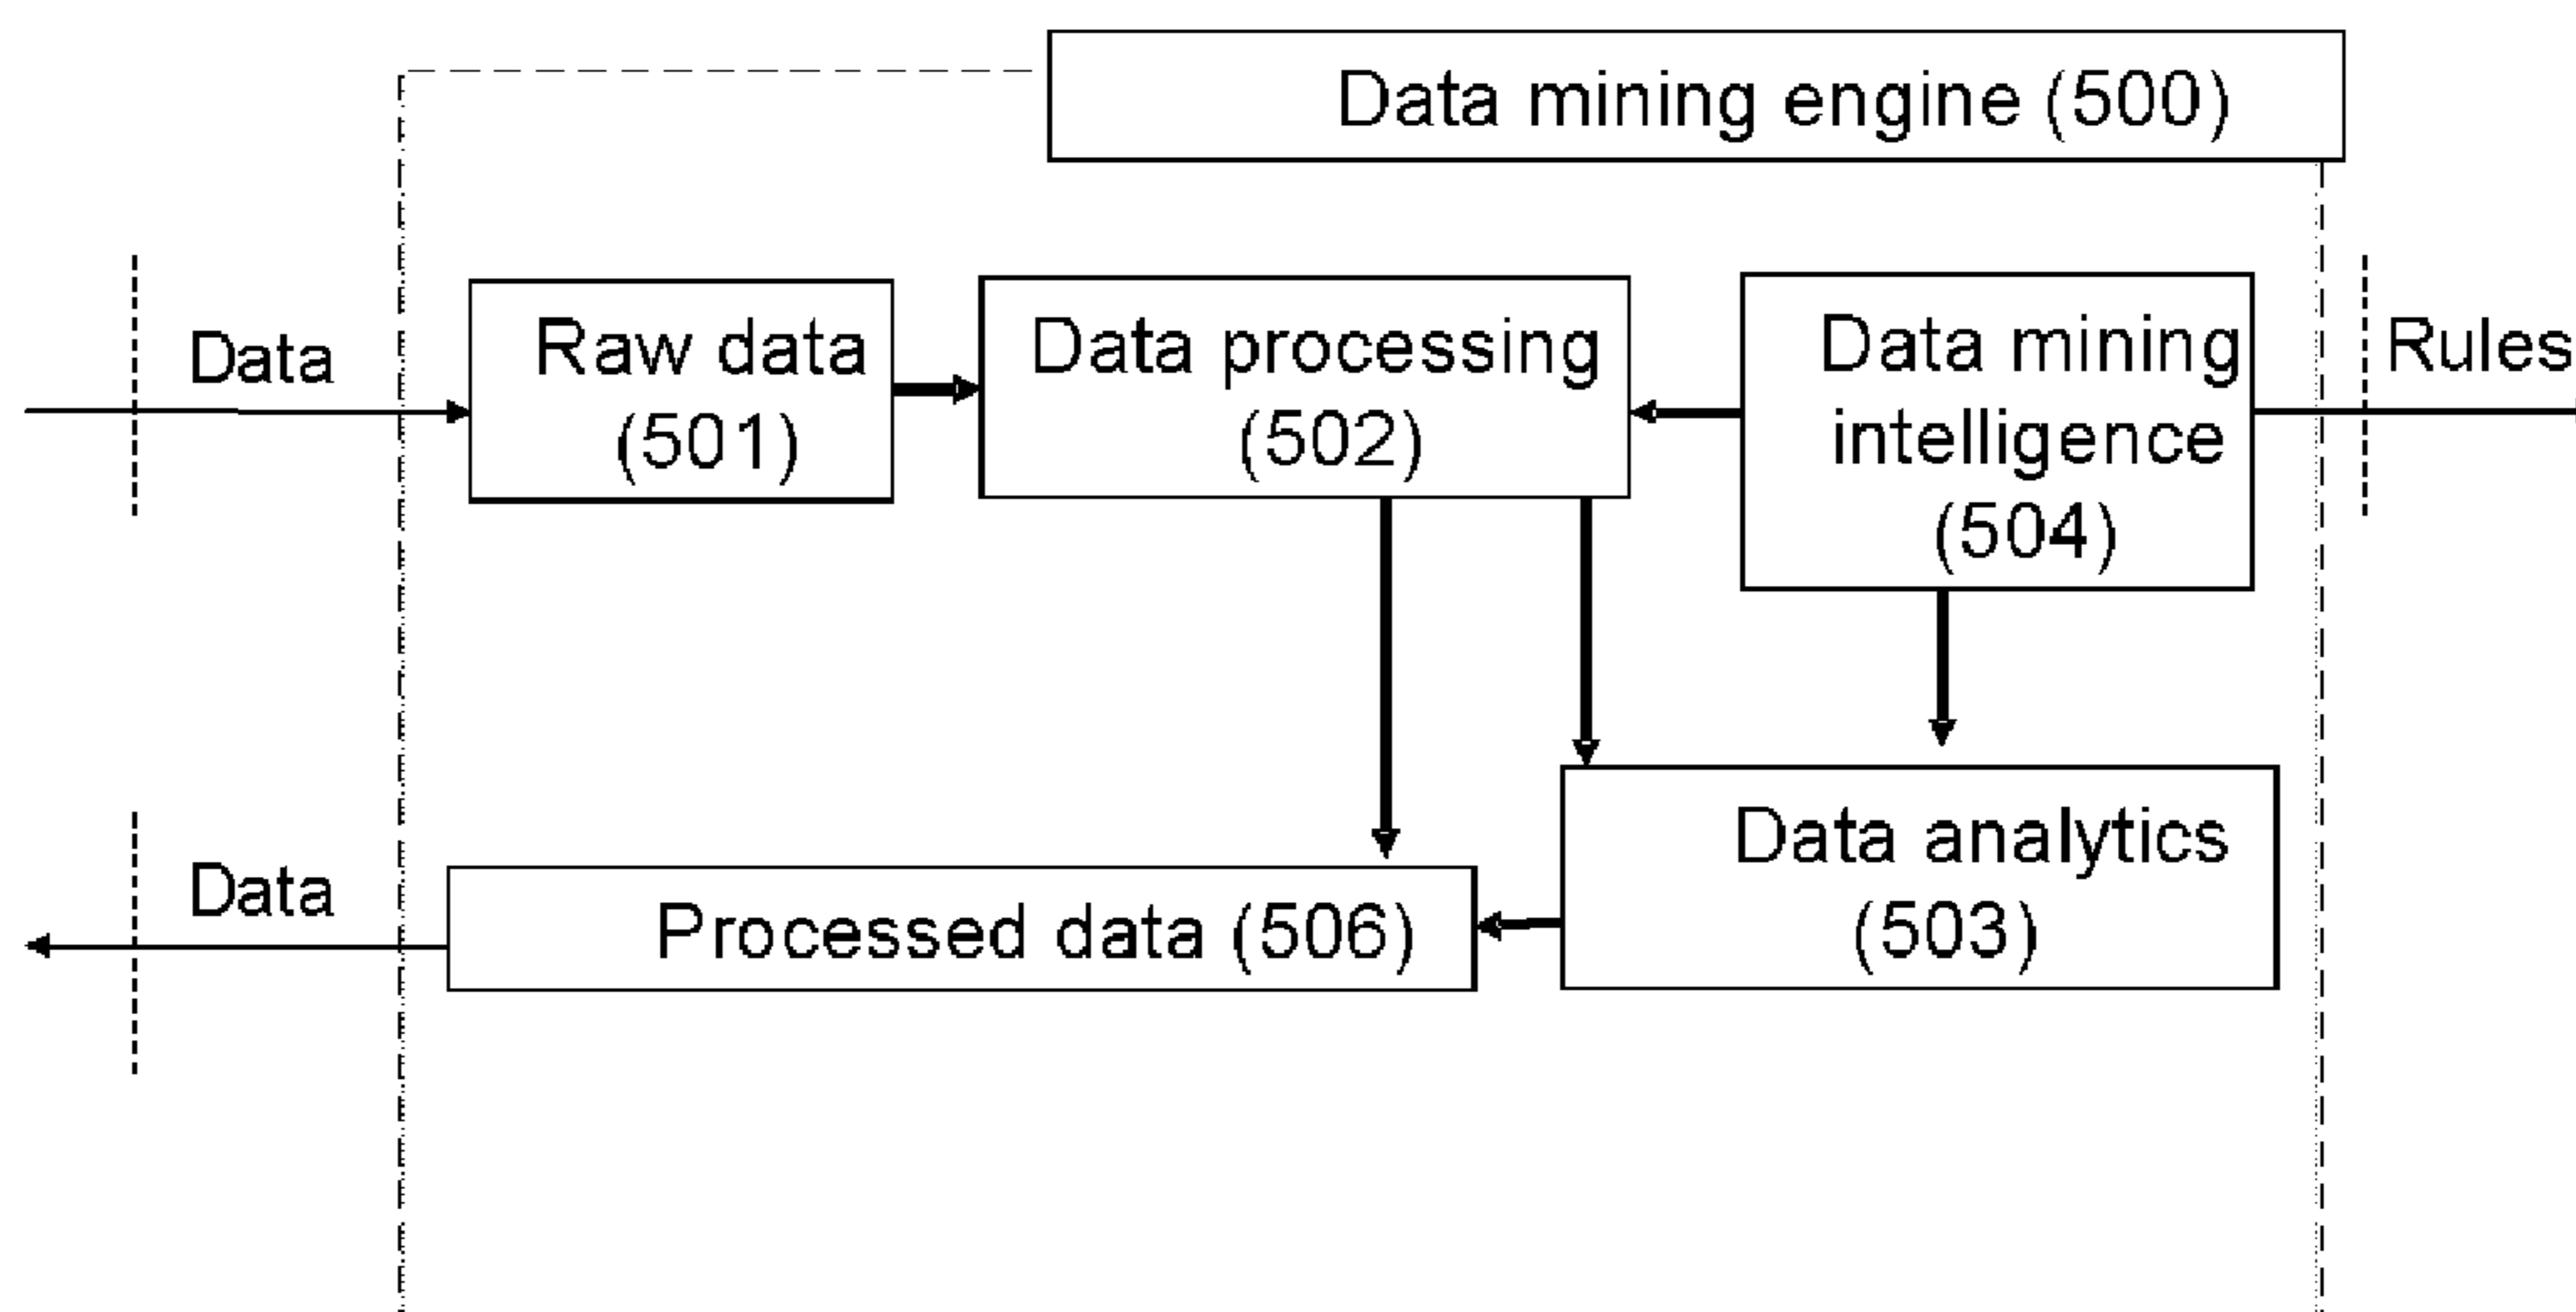 Data mining engine (500)
Data
Raw data
(501)
Data processing
(502)
Data mining
intelligence
(504)
Rules
Data analytics
(503)
Data
Processed data (506)